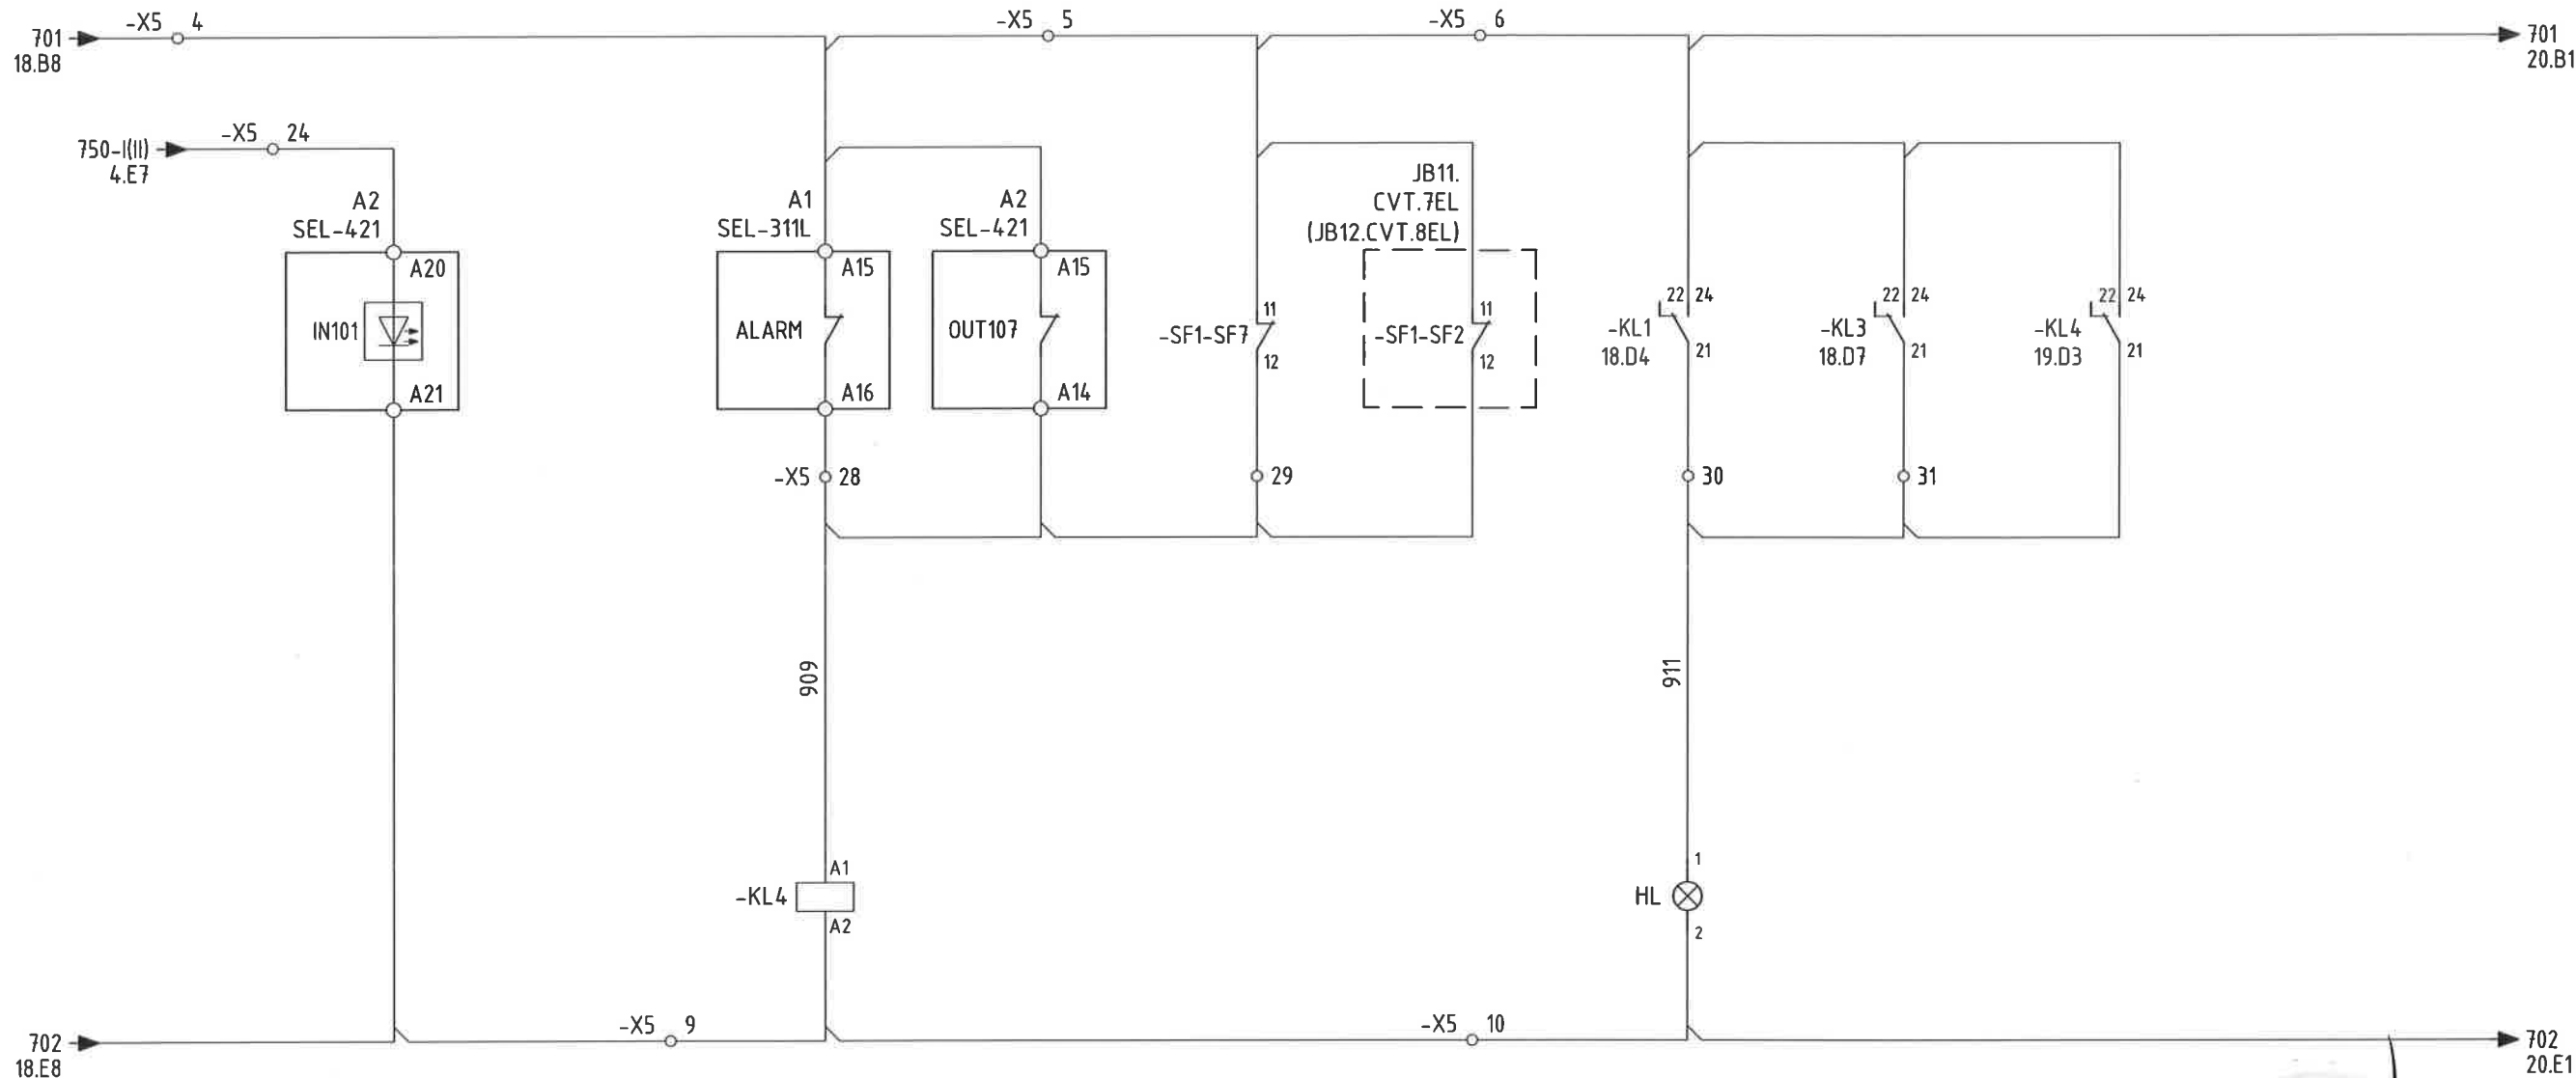 701
18.B8
-X5 4
-X5 5
-X5 6
701
20.B1
750-I(II)
4.E7
-X5 24
A2
SEL-421
A20
IN101
A21
A1
SEL-311L
A15
ALARM
A16
-X5 28
A2
SEL-421
A15
OUT107
A14
11
-SF1-SF7
12
29
JB11.
CVT.7EL
(JB12.CVT.8EL)
11
-SF1-SF2
12
22 24
-KL1
18.D4
21
30
22 24
-KL3
18.D7
21
31
22 24
-KL4
19.D3
21
909
911
A1
-KL4
A2
1
HL
2
702
18.E8
-X5 9
-X5 10
702
20.E1